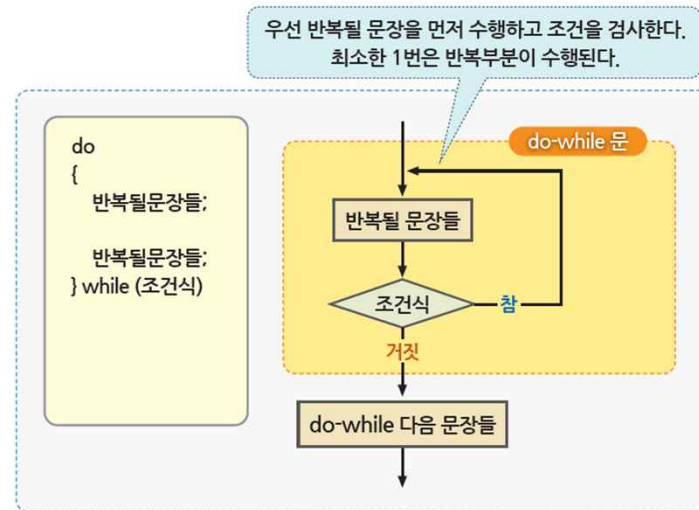 우선 반복될 문장을 먼저 수행하고 조건을 검사한다.
최소한 1번은 반복부분이 수행된다.
do
{
반복될문장들;
반복될문장들;
} while (조건식)
do-while 문
반복될 문장들
조건식
참
거짓
do-while 다음 문장들